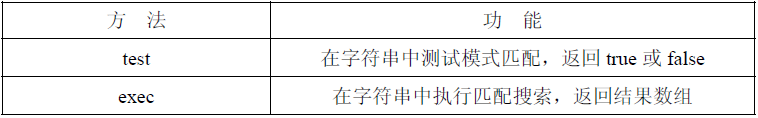 方 法 功 能
test 在字符串中测试模式匹配，返回 true 或 false
exec 在字符串中执行匹配搜索，返回结果数组